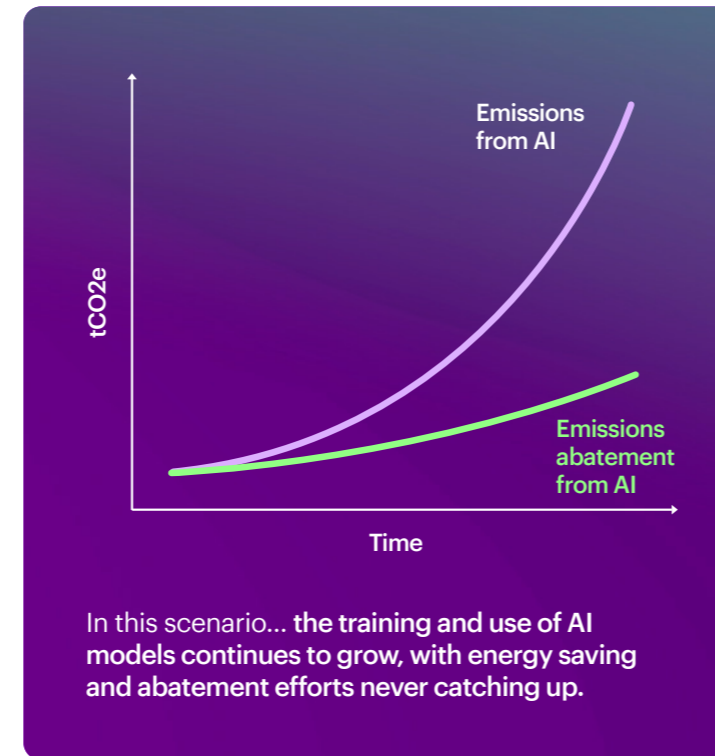 Emissions
from AI
tCO2e
Emissions
abatement
from AI
Time
In this scenario... the training and use of AI
models continues to grow, with energy saving
and abatement efforts never catching up.